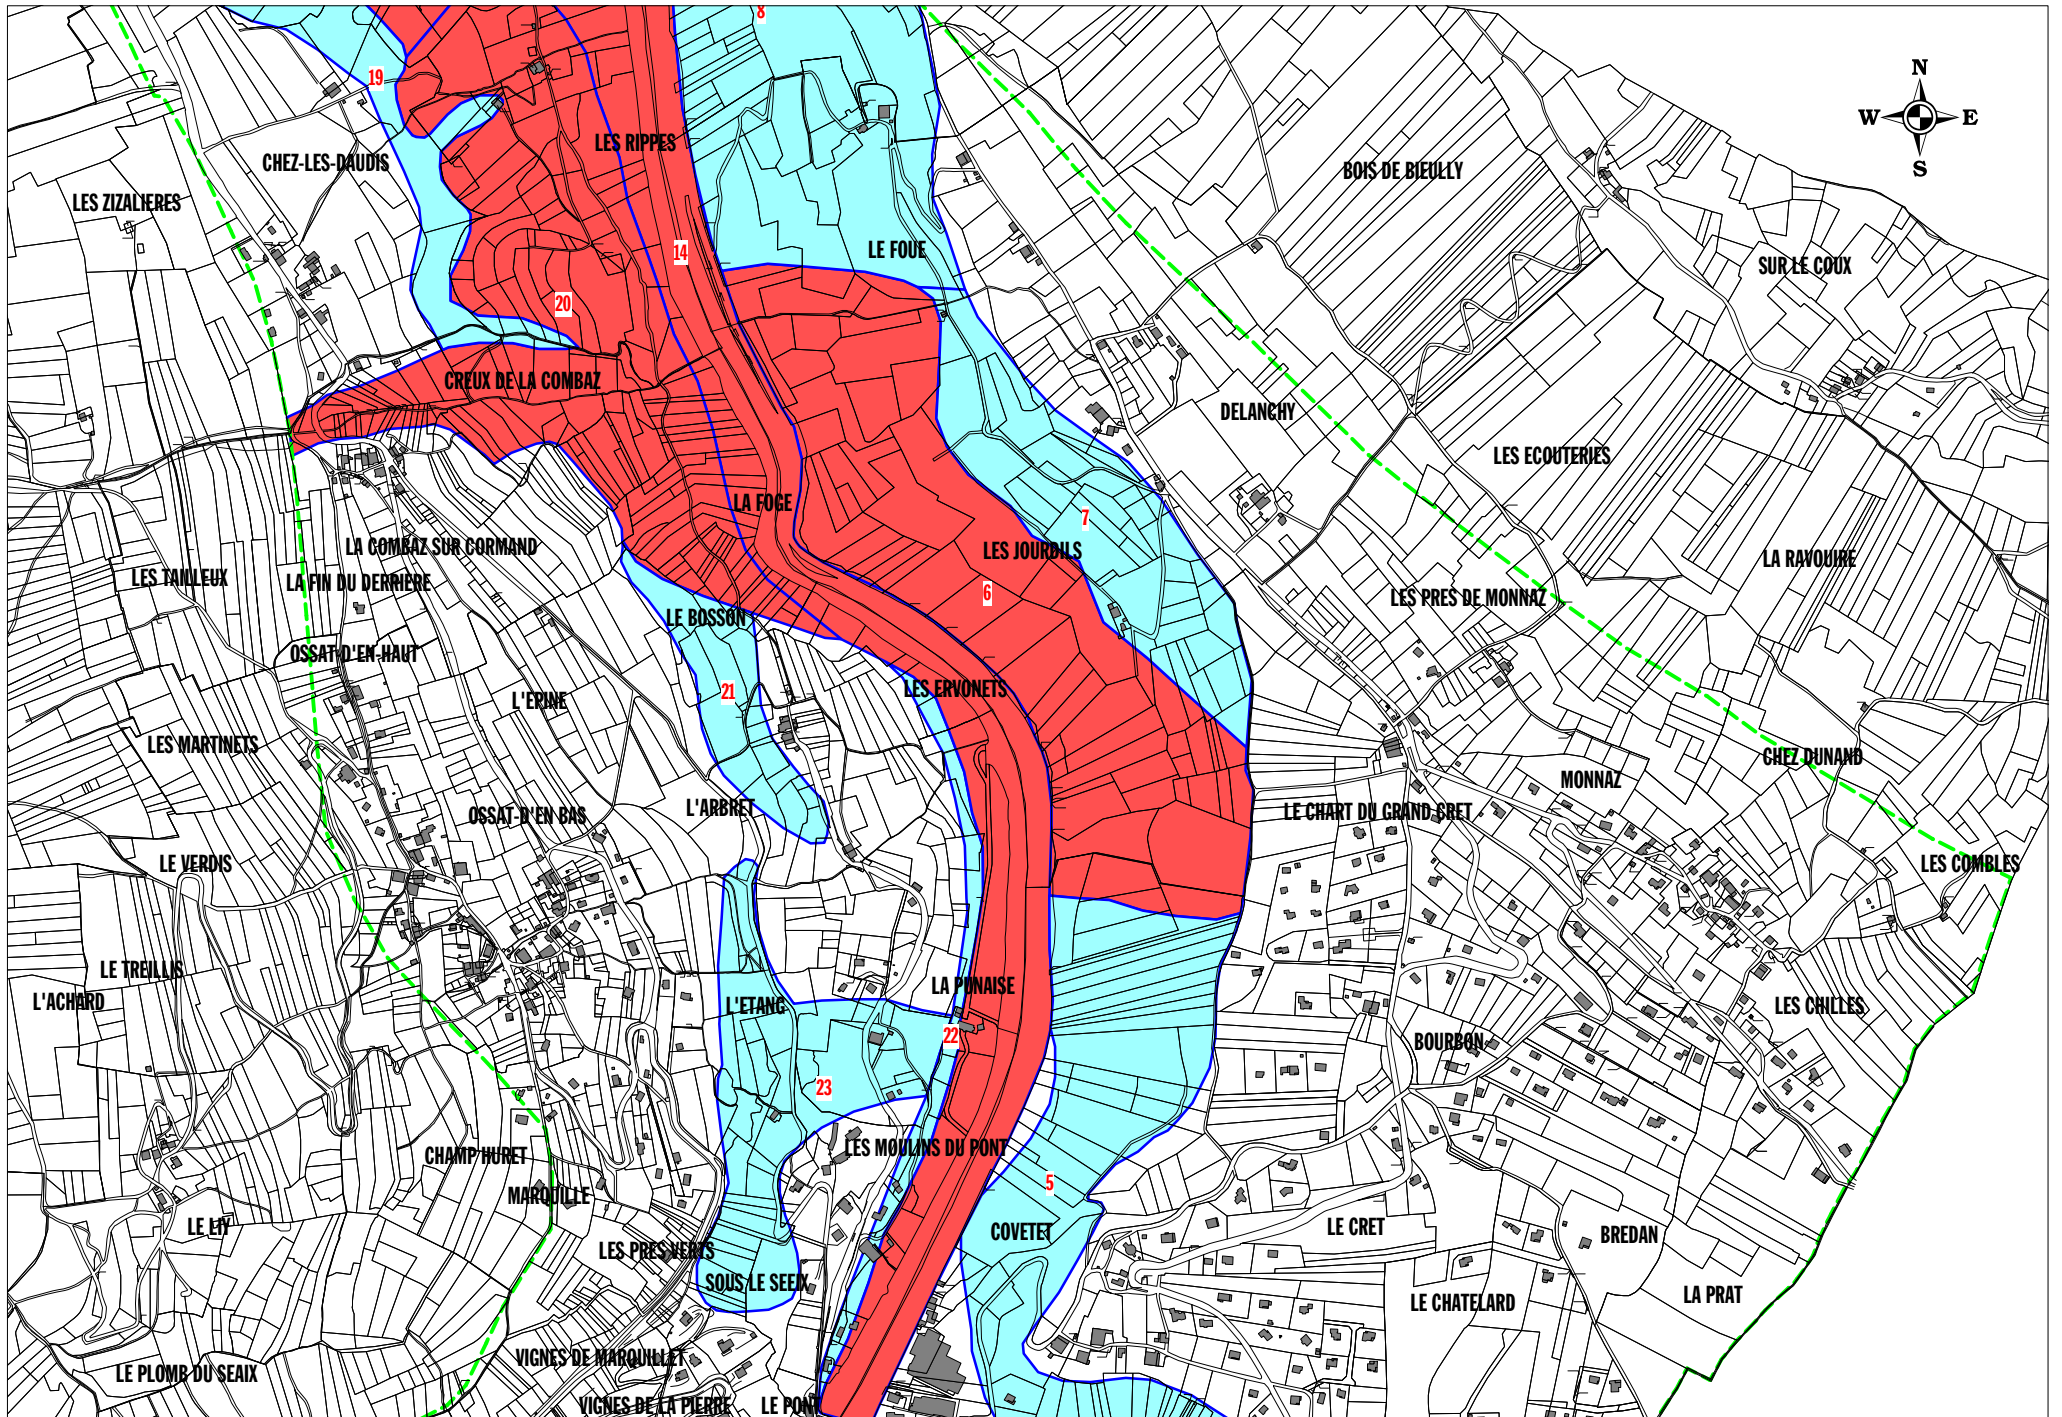 8
19
N
W E
S
LES RIPPES
CHEZ-LES-DAUDIS
BOIS DE BIEULLY
LES ZIZALIERES
14
LE FOUE
SUR LE COUX
20
CREUX DE LA COMBAZ
DELANCHY
LES ECOUTERIES
LA FOGE
7
LA COMBAZ SUR CORMAND
LES JOURDILS
LA RAVOUIRE
LES TAILLEUX
LA FIN DU DERRIERE
6
LES PRES DE MONNAZ
LE BOSSON
OSSAT-D'EN-HAUT
21
LES ERVONETS
L'EPINE
LES MARTINETS
CHEZ DUNAND
MONNAZ
L'ARBRET
OSSAT-D'EN BAS
LE CHART DU GRAND CRET
LE VERDIS
LES COMBLES
LE TREILLIS
LA PUNAISE
L'ACHARD
L'ETANG
LES CHILLES
22
BOURBON
23
LES MOULINS DU PONT
CHAMP HURET
5
MARQUILLE
LE LIY
COVETET
LE CRET
BREDAN
LES PRES VERTS
SOUS LE SEEIX
LA PRAT
LE CHATELARD
VIGNES DE MARQUILLET
LE PLOMB DU SEAIX
VIGNES DE LA PIERRE
LE PONT